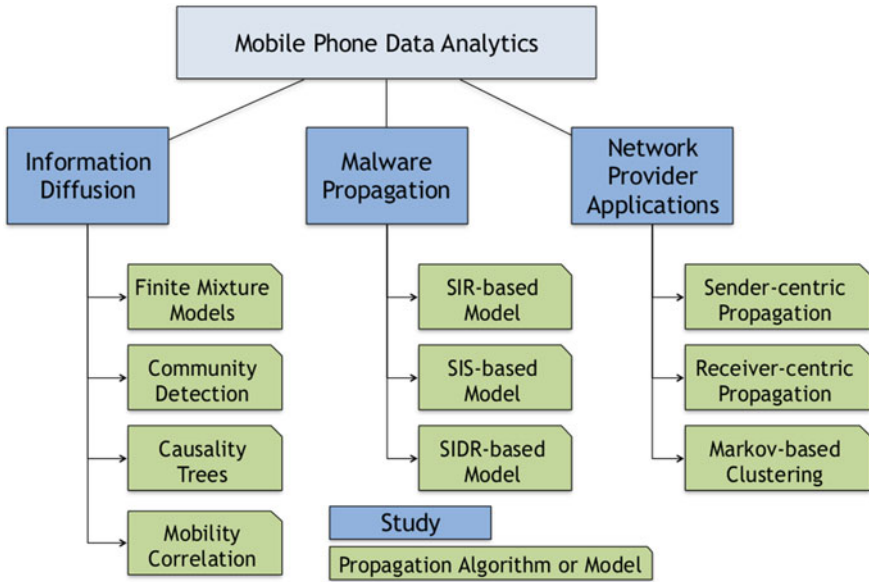 Mobile Phone Data Analytics
Information
Diffusion
Malware
Propagation
Network
Provider
Applications
Finite Mixture
Models
Community
Detection
Causality
Trees
Mobility
Correlation
SIR-based
Model
SIS-based
Model
SIDR-based
Model
Sender-centric
Propagation
Receiver-centric
Propagation
Markov-based
Clustering
Study
Propagation Algorithm or Model